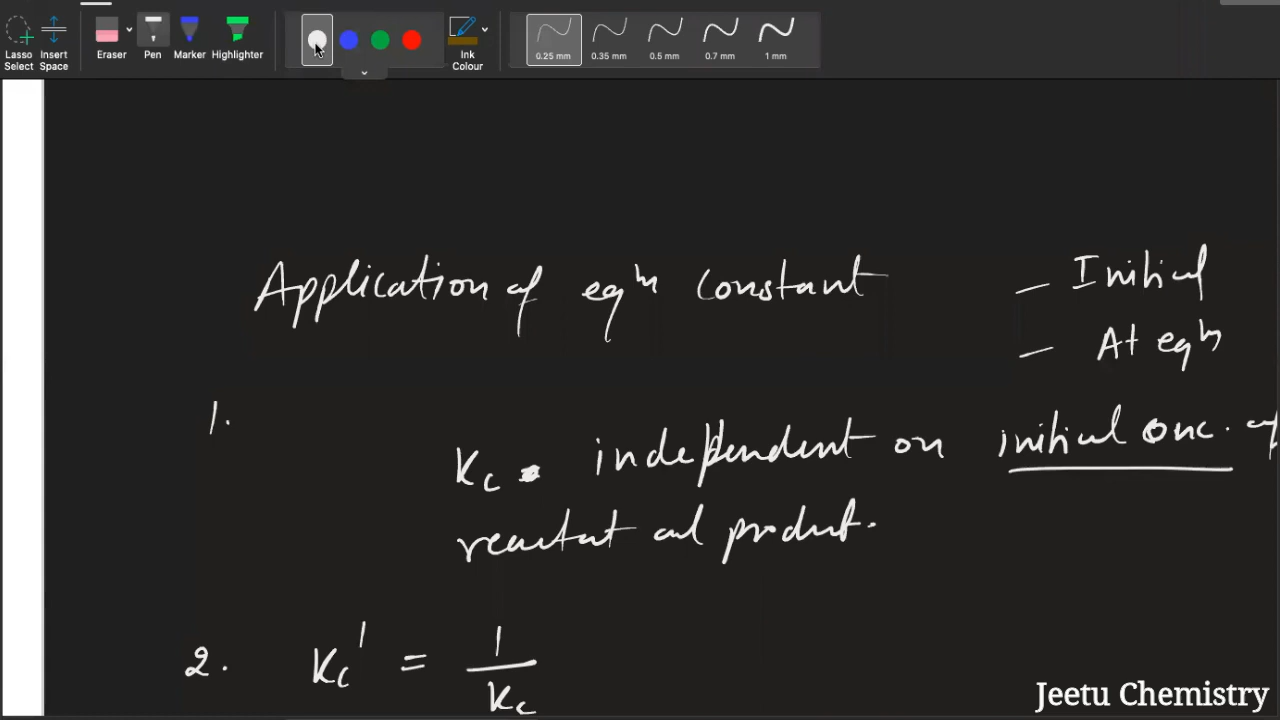 Lasso Select
Insert Space
Eraser
Pen
Marker
Highlighter
Ink Colour
0.25 mm
0.35 mm
0.5 mm
0.7 mm
1 mm
Application of eqm constant
– Initial
– At eqm
1.
Kc independent on initial conc. of
reactant and product.
2. Kc' = 1/Kc
Jeetu Chemistry